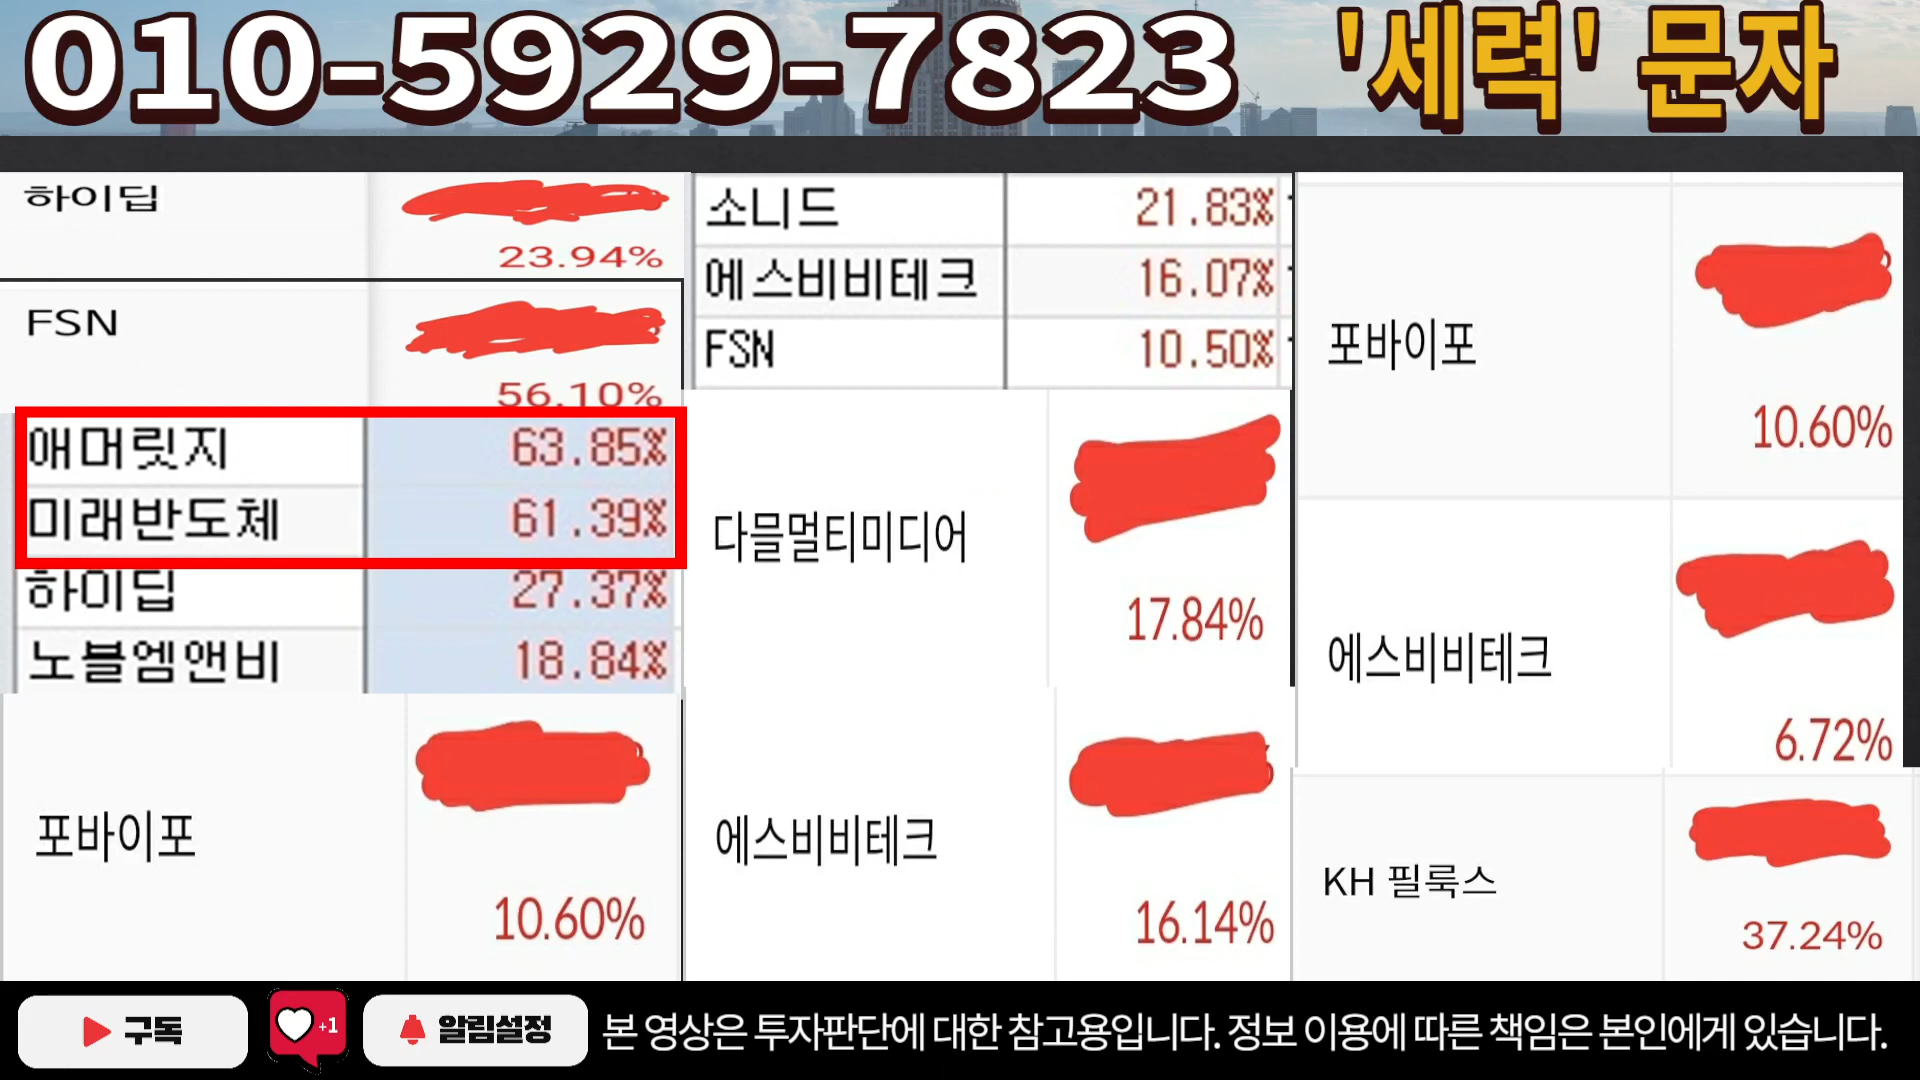 010-5929-7823 '세력' 문자
하이딥
23.94%
FSN
56.10%
애머릿지 63.85%
미래반도체 61.39%
하이딥 27.37%
노블엠앤비 18.84%
포바이포
10.60%
소니드 21.83%
에스비비테크 16.07%
FSN 10.50%
다믈멀티미디어
17.84%
에스비비테크
16.14%
포바이포
10.60%
에스비비테크
6.72%
KH 필룩스
37.24%
구독 +1 알림설정 본 영상은 투자판단에 대한 참고용입니다. 정보 이용에 따른 책임은 본인에게 있습니다.